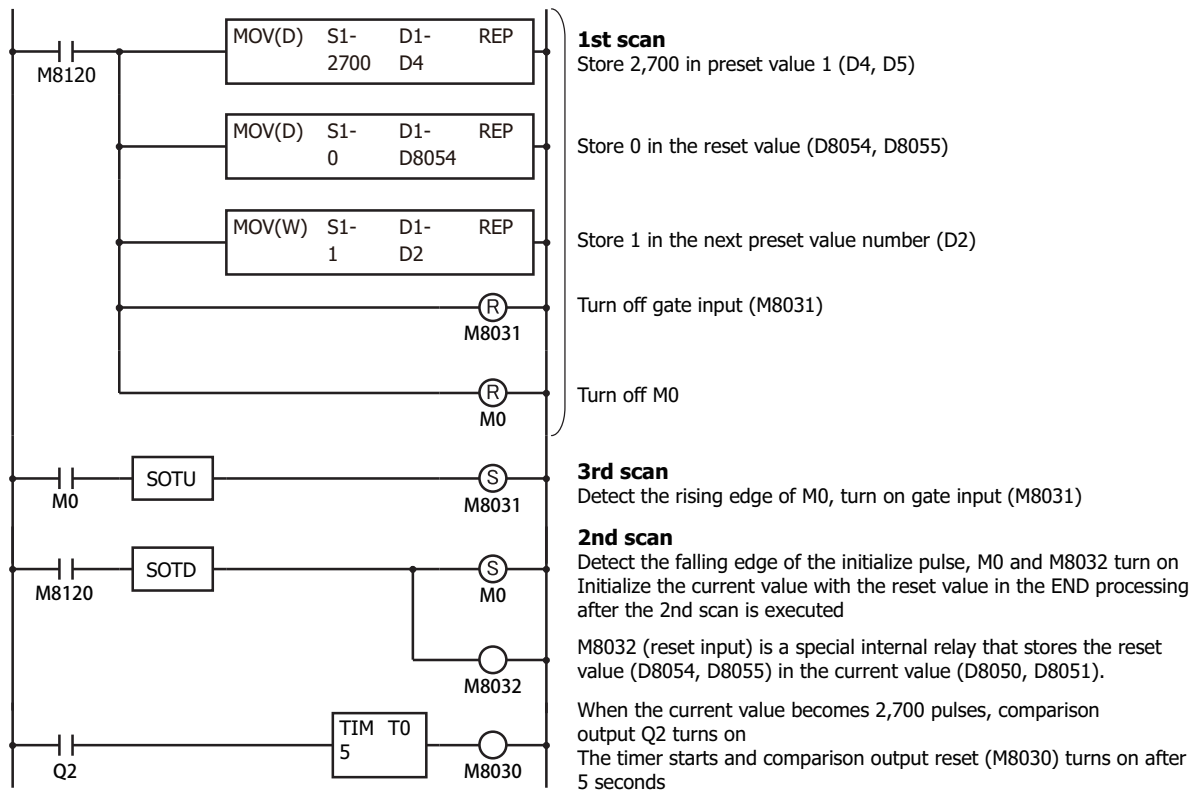 MOV(D) S1- D1- REP
2700 D4
M8120
1st scan
Store 2,700 in preset value 1 (D4, D5)
MOV(D) S1- D1- REP
0 D8054
Store 0 in the reset value (D8054, D8055)
MOV(W) S1- D1- REP
1 D2
Store 1 in the next preset value number (D2)
R
M8031
Turn off gate input (M8031)
R
M0
Turn off M0
M0
SOTU
S
M8031
3rd scan
Detect the rising edge of M0, turn on gate input (M8031)
M8120
SOTD
S
M0
M8032
2nd scan
Detect the falling edge of the initialize pulse, M0 and M8032 turn on
Initialize the current value with the reset value in the END processing
after the 2nd scan is executed
M8032 (reset input) is a special internal relay that stores the reset
value (D8054, D8055) in the current value (D8050, D8051).
Q2
TIM T0
5
M8030
When the current value becomes 2,700 pulses, comparison
output Q2 turns on
The timer starts and comparison output reset (M8030) turns on after
5 seconds